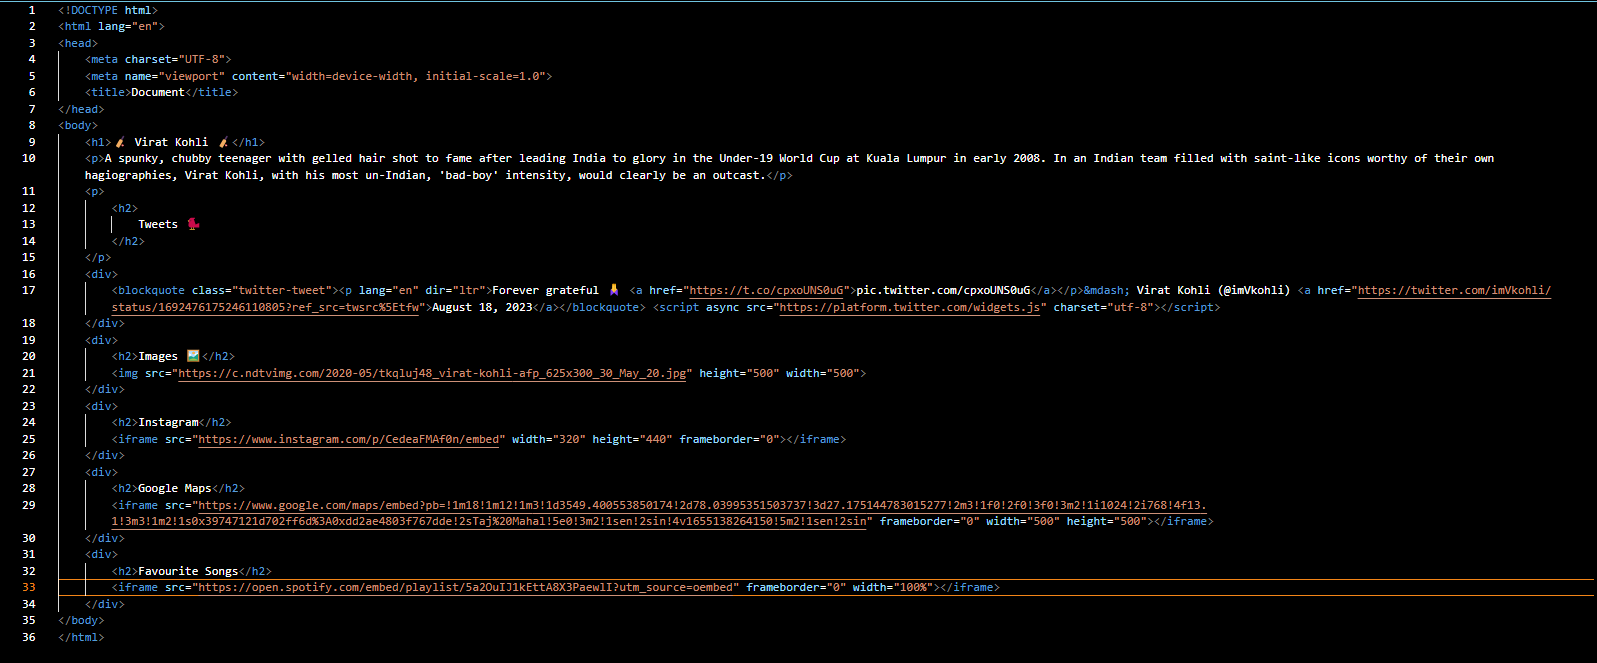 1 <!DOCTYPE html>
2 <html lang="en">
3 <head>
4 <meta charset="UTF-8">
5 <meta name="viewport" content="width=device-width, initial-scale=1.0">
6 <title>Document</title>
7 </head>
8 <body>
9 <h1>🏏 Virat Kohli 🏏</h1>
10 <p>A spunky, chubby teenager with gelled hair shot to fame after leading India to glory in the Under-19 World Cup at Kuala Lumpur in early 2008. In an Indian team filled with saint-like icons worthy of their own
hagiographies, Virat Kohli, with his most un-Indian, 'bad-boy' intensity, would clearly be an outcast.</p>
11 <p>
12 <h2>
13 Tweets
14 </h2>
15 </p>
16 <div>
17 <blockquote class="twitter-tweet"><p lang="en" dir="ltr">Forever grateful <a href="https://t.co/cpxoUNS0uG">pic.twitter.com/cpxoUNS0uG</a></p>&mdash; Virat Kohli (@imVkohli) <a href="https://twitter.com/imVkohli/
status/1692476175246110805?ref_src=twsrc%5Etfw">August 18, 2023</a></blockquote> <script async src="https://platform.twitter.com/widgets.js" charset="utf-8"></script>
18 </div>
19 <div>
20 <h2>Images 🖼️</h2>
21 <img src="https://c.ndtvimg.com/2020-05/tkqluj48_virat-kohli-afp_625x300_30_May_20.jpg" height="500" width="500">
22 </div>
23 <div>
24 <h2>Instagram</h2>
25 <iframe src="https://www.instagram.com/p/CedeaFMAf0n/embed" width="320" height="440" frameborder="0"></iframe>
26 </div>
27 <div>
28 <h2>Google Maps</h2>
29 <iframe src="https://www.google.com/maps/embed?pb=!1m18!1m12!1m3!1d3549.400553850174!2d78.03995351503737!3d27.175144783015277!2m3!1f0!2f0!3f0!3m2!1i1024!2i768!4f13.
1!3m3!1m2!1s0x39747121d702ff6d%3A0xdd2ae4803f767dde!2sTaj%20Mahal!5e0!3m2!1sen!2sin!4v1655138264150!5m2!1sen!2sin" frameborder="0" width="500" height="500"></iframe>
30 </div>
31 <div>
32 <h2>Favourite Songs</h2>
33 <iframe src="https://open.spotify.com/embed/playlist/5a2OuIJ1kEttA8X3PaewlI?utm_source=oembed" frameborder="0" width="100%"></iframe>
34 </div>
35 </body>
36 </html>